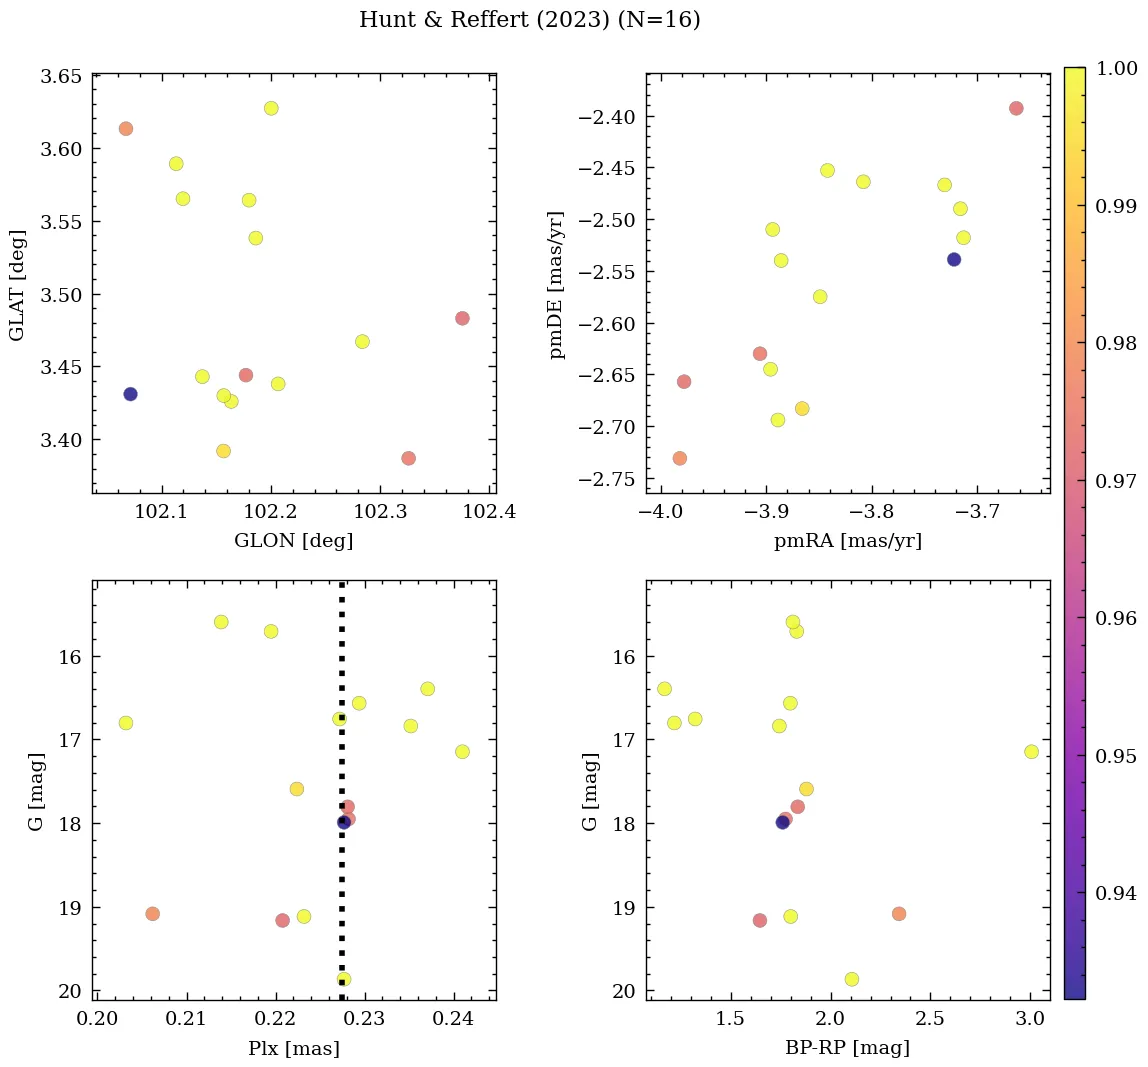 Hunt & Reffert (2023) (N=16)
3.65
3.60
3.55
3.50
3.45
3.40
GLAT [deg]
102.1 102.2 102.3 102.4
GLON [deg]
−2.40
−2.45
−2.50
−2.55
−2.60
−2.65
−2.70
−2.75
pmDE [mas/yr]
−4.0 −3.9 −3.8 −3.7
pmRA [mas/yr]
16
17
18
19
20
G [mag]
0.20 0.21 0.22 0.23 0.24
Plx [mas]
16
17
18
19
20
G [mag]
1.5 2.0 2.5 3.0
BP-RP [mag]
1.00
0.99
0.98
0.97
0.96
0.95
0.94